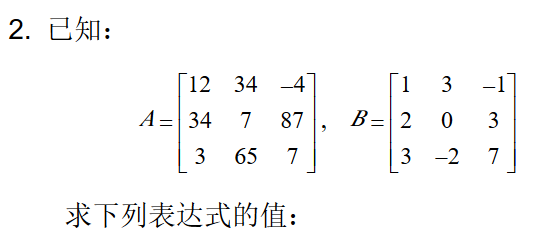 2. 已知：
12 34 –4 1 3 –1
A = 34 7 87 , B = 2 0 3
3 65 7 3 –2 7
求下列表达式的值：